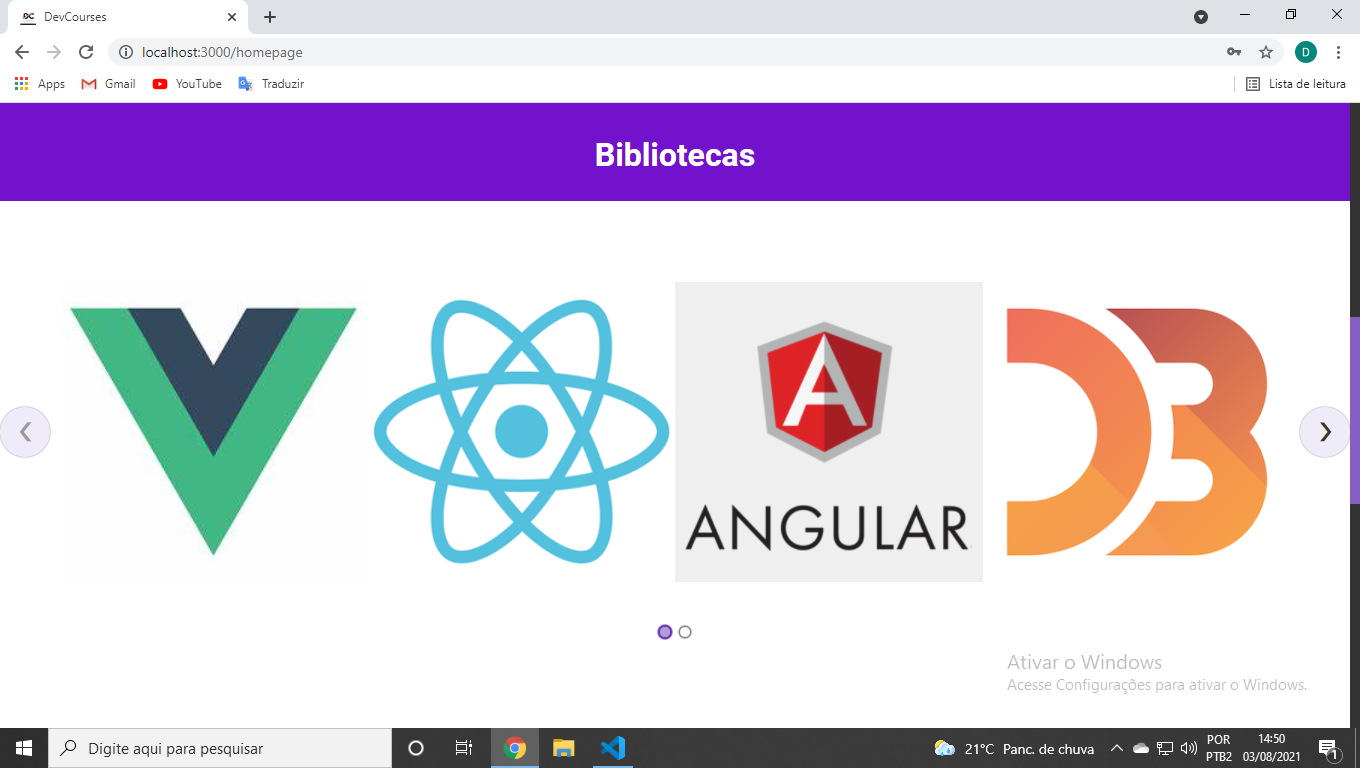 DC
DevCourses
localhost:3000/homepage
D
Apps
Gmail
YouTube
Traduzir
Lista de leitura
Bibliotecas
ANGULAR
Ativar o Windows
Acesse Configurações para ativar o Windows.
Digite aqui para pesquisar
21°C Panc. de chuva
POR
PTB2
14:50
03/08/2021
1